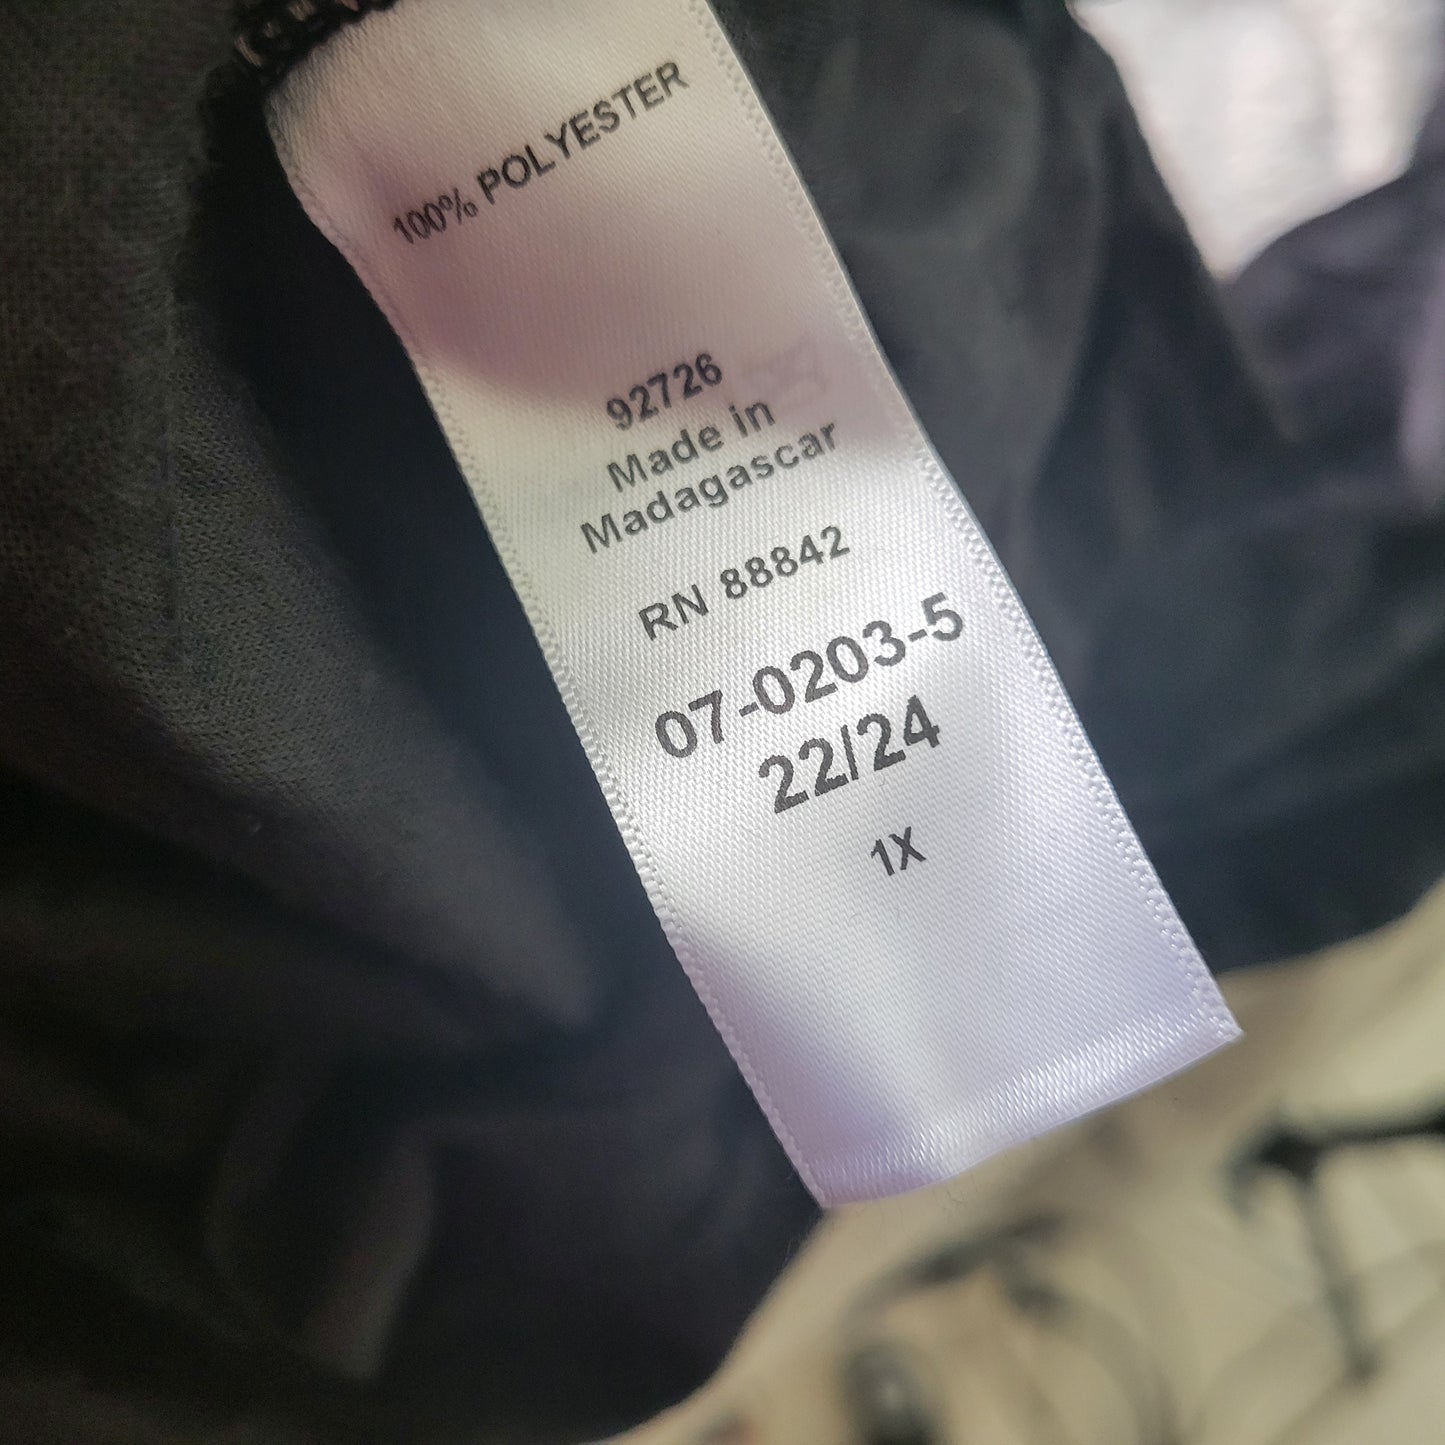 100% POLYESTER
92726
Made in
Madagascar
RN 88842
07-0203-5
22/24
1X